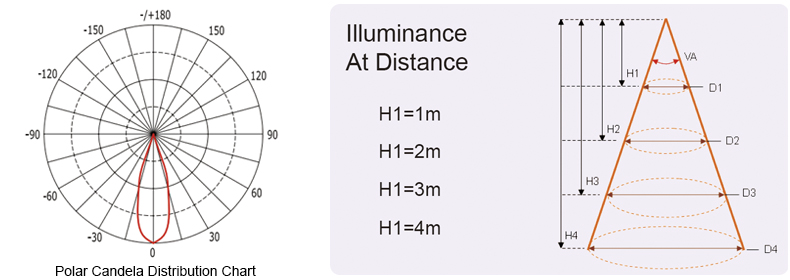 -/+180
-150
150
-120
120
-90
90
-60
60
-30
30
0
Polar Candela Distribution Chart
Illuminance
At Distance
H1=1m
H1=2m
H1=3m
H1=4m
VA
H1
D1
H2
D2
H3
D3
H4
D4